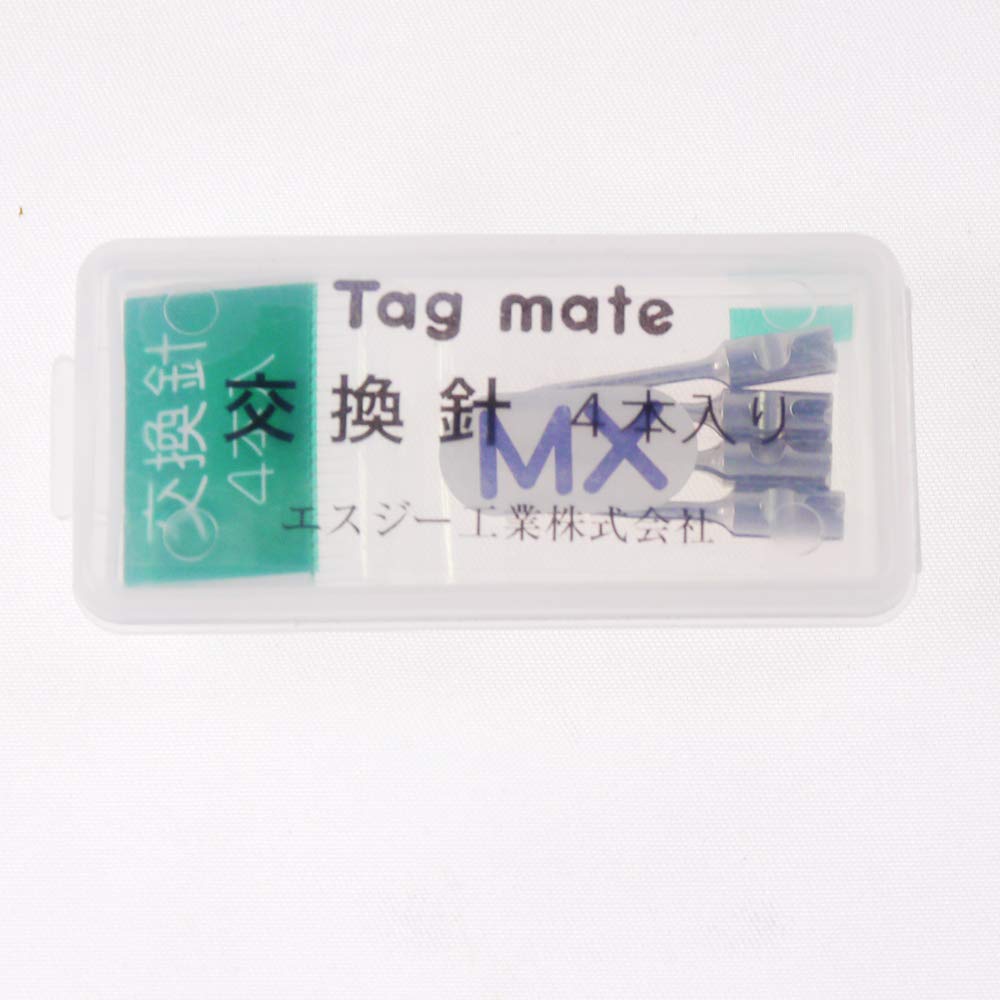 Tag mate
交換針 4本入り
MX
エスジー工業株式会社
交換針
4本入